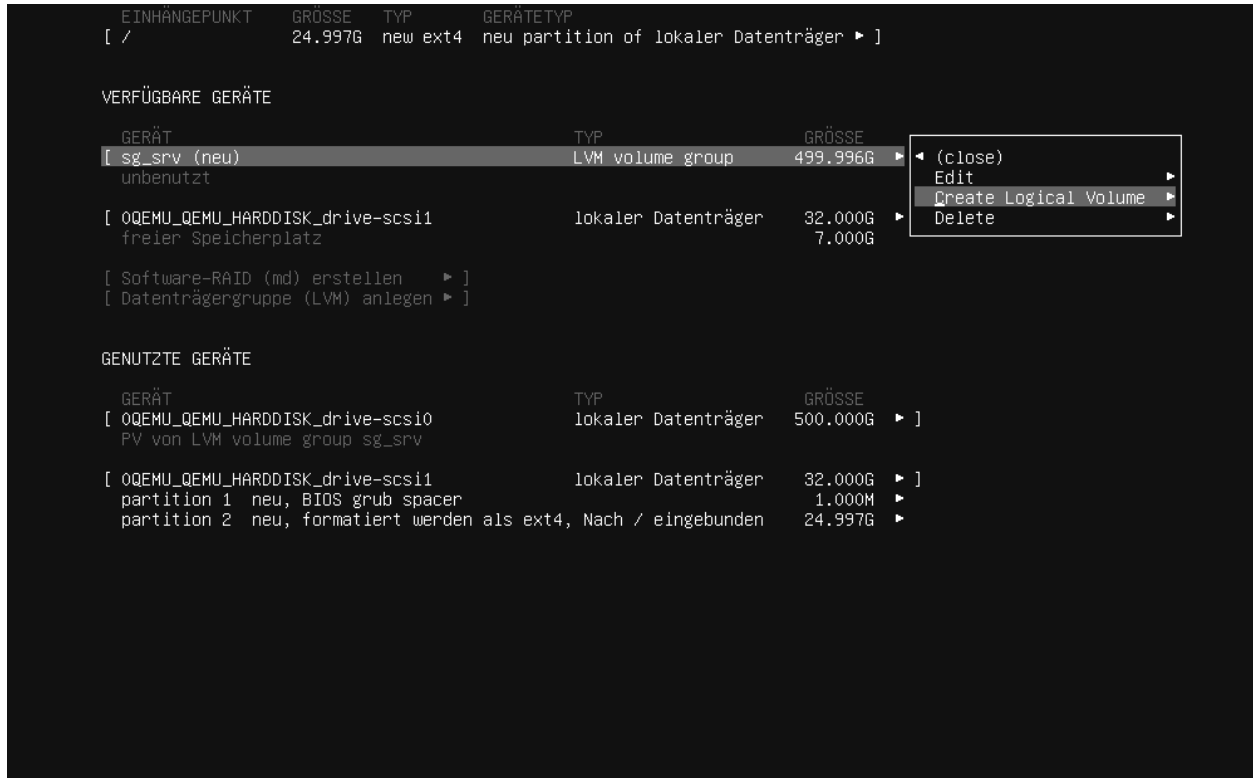 EINHÄNGEPUNKT GRÖSSE TYP GERÄTETYP
[ / 24.997G new ext4 neu partition of lokaler Datenträger ▸ ]
VERFÜGBARE GERÄTE
GERÄT TYP GRÖSSE
[ sg_srv (neu) LVM volume group 499.996G ▸ ◂ (close)
unbenutzt Edit ▸
Create Logical Volume ▸
[ 0QEMU_QEMU_HARDDISK_drive-scsi1 lokaler Datenträger 32.000G ▸ Delete ▸
freier Speicherplatz 7.000G
[ Software-RAID (md) erstellen ▸ ]
[ Datenträgergruppe (LVM) anlegen ▸ ]
GENUTZTE GERÄTE
GERÄT TYP GRÖSSE
[ 0QEMU_QEMU_HARDDISK_drive-scsi0 lokaler Datenträger 500.000G ▸ ]
PV von LVM volume group sg_srv
[ 0QEMU_QEMU_HARDDISK_drive-scsi1 lokaler Datenträger 32.000G ▸ ]
partition 1 neu, BIOS grub spacer 1.000M ▸
partition 2 neu, formatiert werden als ext4, Nach / eingebunden 24.997G ▸